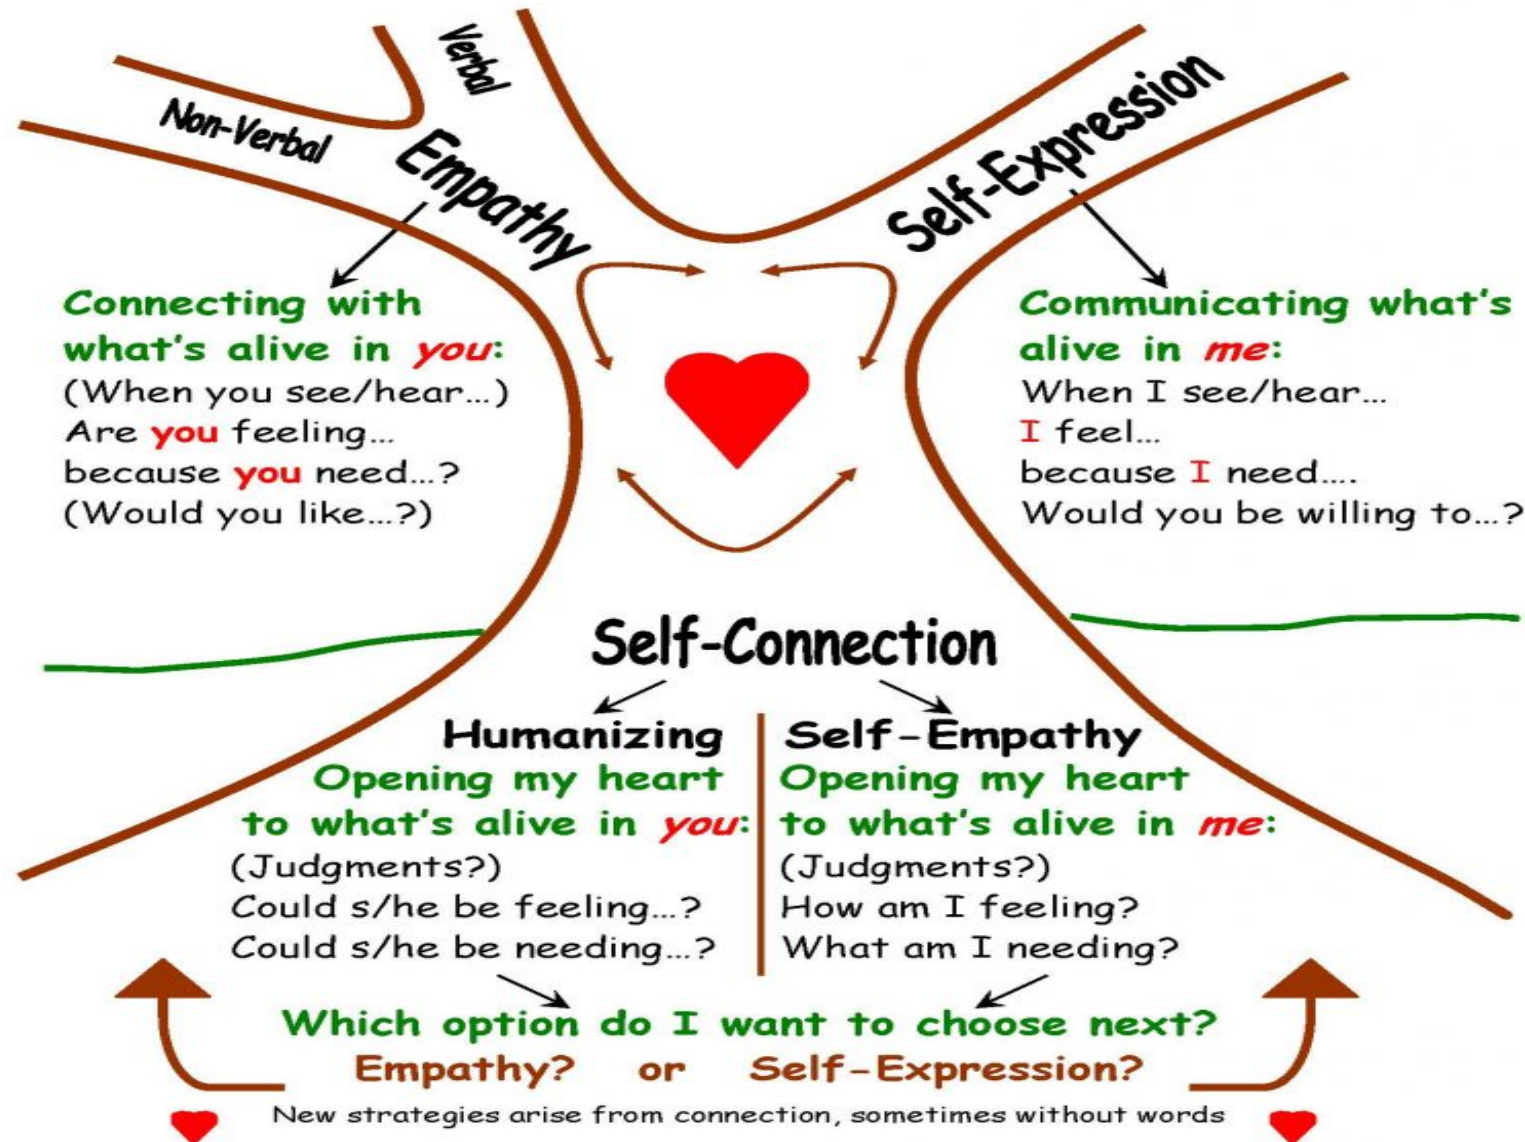 Verbal
Non-Verbal
Empathy
Self-Expression
Connecting with
what's alive in you:
(When you see/hear...)
Are you feeling...
because you need...?
(Would you like...?)
Communicating what's
alive in me:
When I see/hear...
I feel...
because I need....
Would you be willing to...?
Self-Connection
Humanizing
Opening my heart
to what's alive in you:
(Judgments?)
Could s/he be feeling...?
Could s/he be needing...?
Self-Empathy
Opening my heart
to what's alive in me:
(Judgments?)
How am I feeling?
What am I needing?
Which option do I want to choose next?
Empathy? or Self-Expression?
New strategies arise from connection, sometimes without words